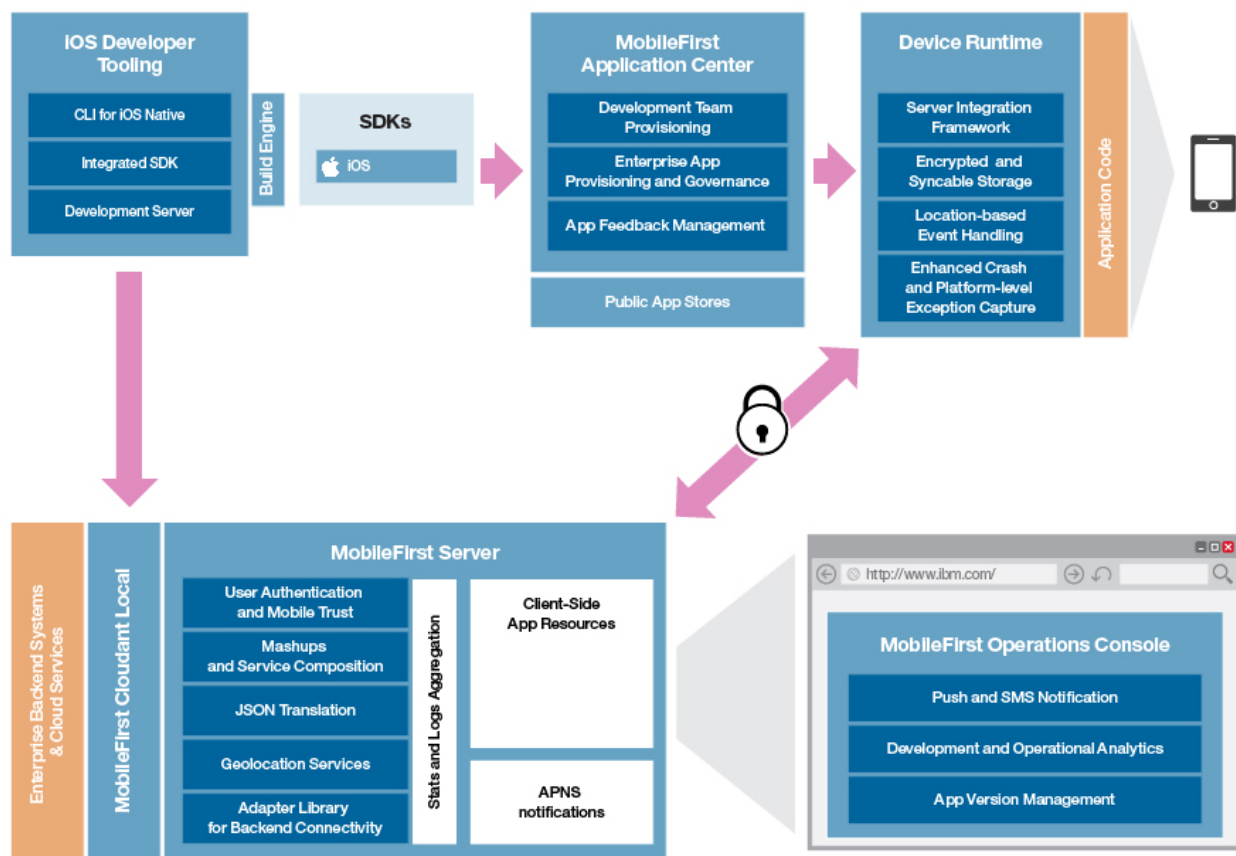 iOS Developer
Tooling
CLI for iOS Native
Integrated SDK
Development Server
Build Engine
SDKs
iOS
MobileFirst
Application Center
Development Team
Provisioning
Enterprise App
Provisioning and Governance
App Feedback Management
Public App Stores
Device Runtime
Server Integration
Framework
Encrypted and
Syncable Storage
Location-based
Event Handling
Enhanced Crash
and Platform-level
Exception Capture
Application Code
Enterprise Backend Systems
& Cloud Services
MobileFirst Cloudant Local
MobileFirst Server
User Authentication
and Mobile Trust
Mashups
and Service Composition
JSON Translation
Geolocation Services
Adapter Library
for Backend Connectivity
Stats and Logs Aggregation
Client-Side
App Resources
APNS
notifications
http://www.ibm.com/
MobileFirst Operations Console
Push and SMS Notification
Development and Operational Analytics
App Version Management